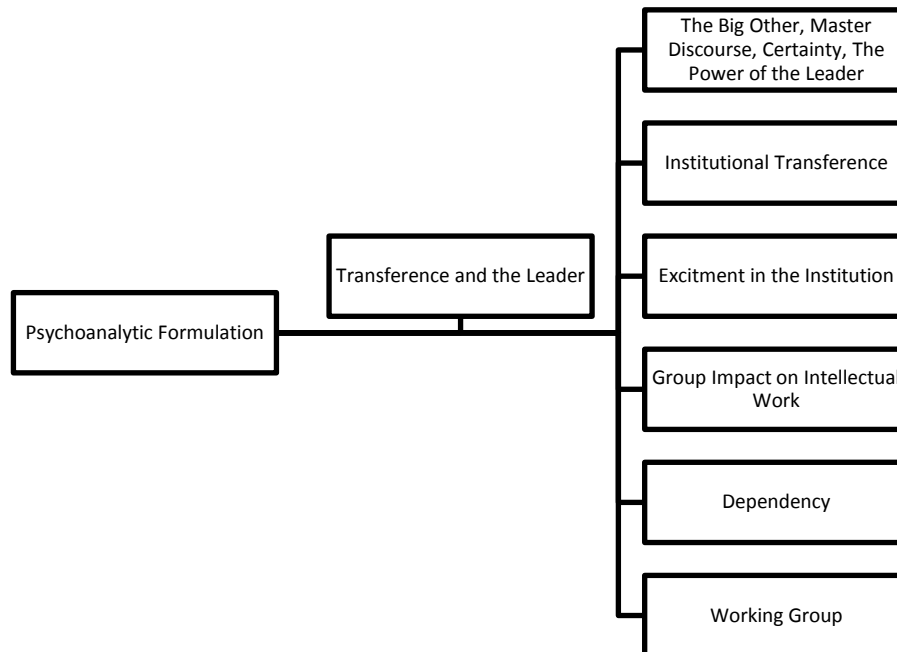 The Big Other, Master
Discourse, Certainty, The
Power of the Leader
Institutional Transference
Transference and the Leader
Excitment in the Institution
Psychoanalytic Formulation
Group Impact on Intellectual
Work
Dependency
Working Group